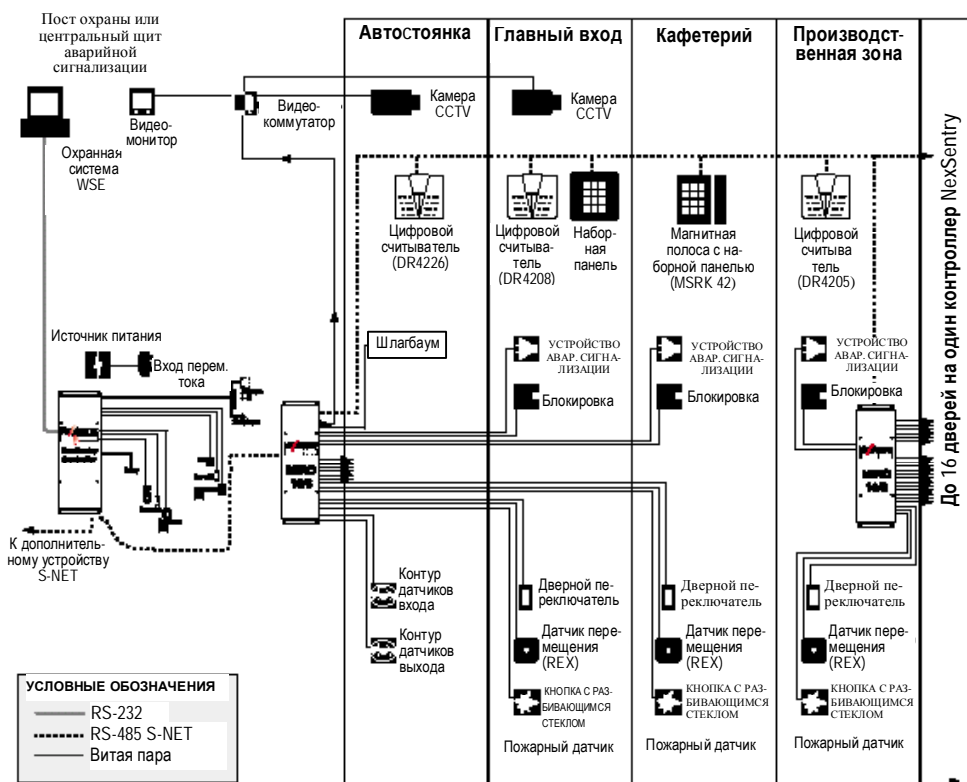 Пост охраны или
центральный щит
аварийной
сигнализации
Автостоянка
Главный вход
Кафетерий
Производст-
венная зона
Видео-
монитор
Видео-
коммутатор
Камера
CCTV
Камера
CCTV
Охранная
система
WSE
Цифровой
считыватель
(DR4226)
Цифровой
считыва-
тель
(DR4208)
Набор-
ная
панель
Магнитная
полоса с на-
борной панелью
(MSRK 42)
Цифровой
считыва
тель
(DR4205)
До 16 дверей на один контроллер NexSentry
Источник питания
Вход перем.
тока
Шлагбаум
УСТРОЙСТВО
АВАР. СИГНА-
ЛИЗАЦИИ
Блокировка
УСТРОЙСТВО
АВАР. СИГНА-
ЛИЗАЦИИ
Блокировка
УСТРОЙСТВО
АВАР. СИГНА-
ЛИЗАЦИИ
Блокировка
MIRO
16/8
MIRO
16/8
К дополнитель-
ному устройству
S-NET
Контур
датчиков
входа
Контур
датчиков
выхода
Дверной пе-
реключатель
Датчик пере-
мещения
(REX)
КНОПКА С РАЗ-
БИВАЮЩИМСЯ
СТЕКЛОМ
Пожарный датчик
Дверной пе-
реключатель
Датчик пере-
мещения
(REX)
КНОПКА С РАЗ-
БИВАЮЩИМСЯ
СТЕКЛОМ
Пожарный датчик
Дверной пе-
реключатель
Датчик пере-
мещения
(REX)
КНОПКА С РАЗ-
БИВАЮЩИМСЯ
СТЕКЛОМ
Пожарный датчик
УСЛОВНЫЕ ОБОЗНАЧЕНИЯ
RS-232
RS-485 S-NET
Витая пара